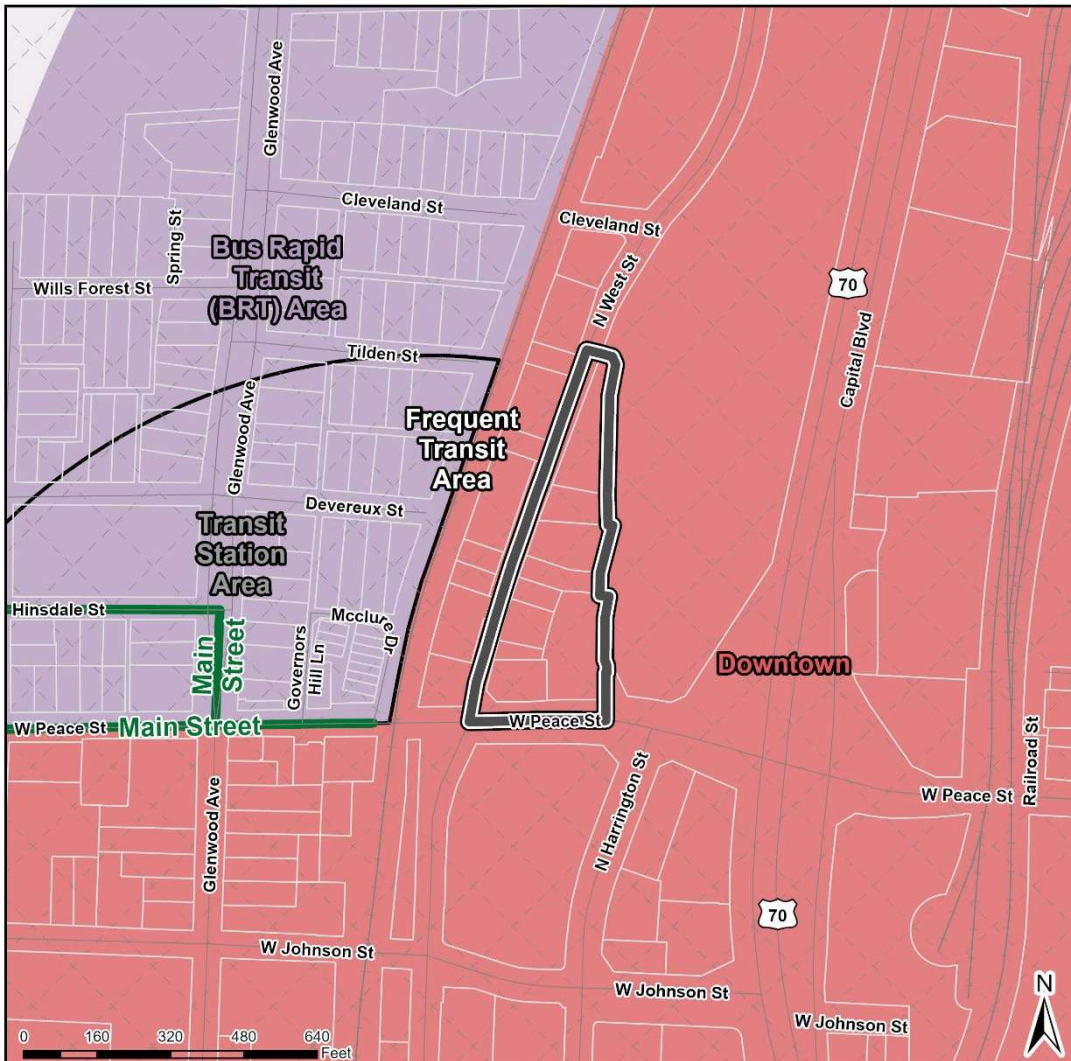 Glenwood Ave
Cleveland St
Spring St
Bus Rapid
Transit
(BRT) Area
Cleveland St
Wills Forest St
N West St
70
Capital Blvd
Tilden St
Glenwood Ave
Frequent
Transit
Area
Devereux St
Transit
Station
Area
Hinsdale St
Mcclure Dr
Main
Street
Governors
Hill Ln
Downtown
W Peace St
Main Street
W Peace St
Railroad St
W Peace St
Glenwood Ave
N Harrington St
70
W Johnson St
W Johnson St
W Johnson St
N
0 160 320 480 640
Feet